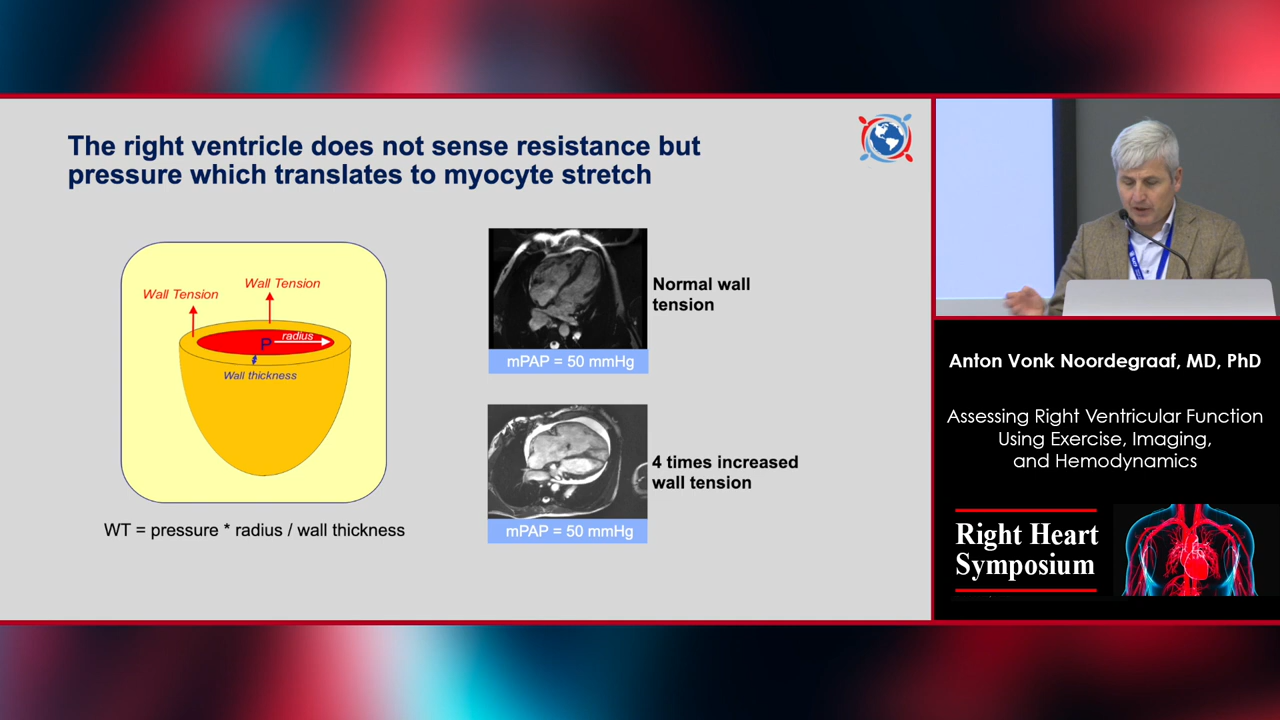 The right ventricle does not sense resistance but
pressure which translates to myocyte stretch
Wall Tension
Wall Tension
radius
P
Wall thickness
WT = pressure * radius / wall thickness
Normal wall
tension
mPAP = 50 mmHg
4 times increased
wall tension
mPAP = 50 mmHg
Anton Vonk Noordegraaf, MD, PhD
Assessing Right Ventricular Function
Using Exercise, Imaging,
and Hemodynamics
Right Heart
Symposium